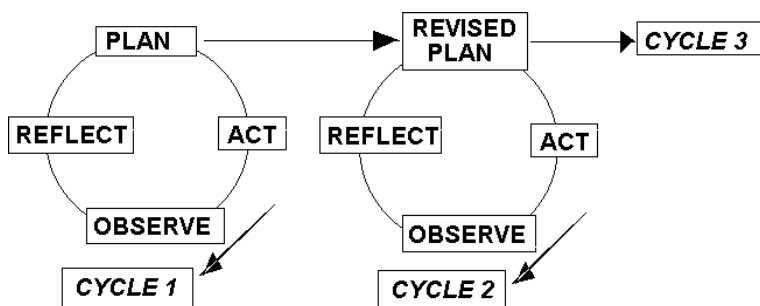 PLAN
REFLECT
ACT
OBSERVE
CYCLE 1
REVISED
PLAN
REFLECT
ACT
OBSERVE
CYCLE 2
CYCLE 3